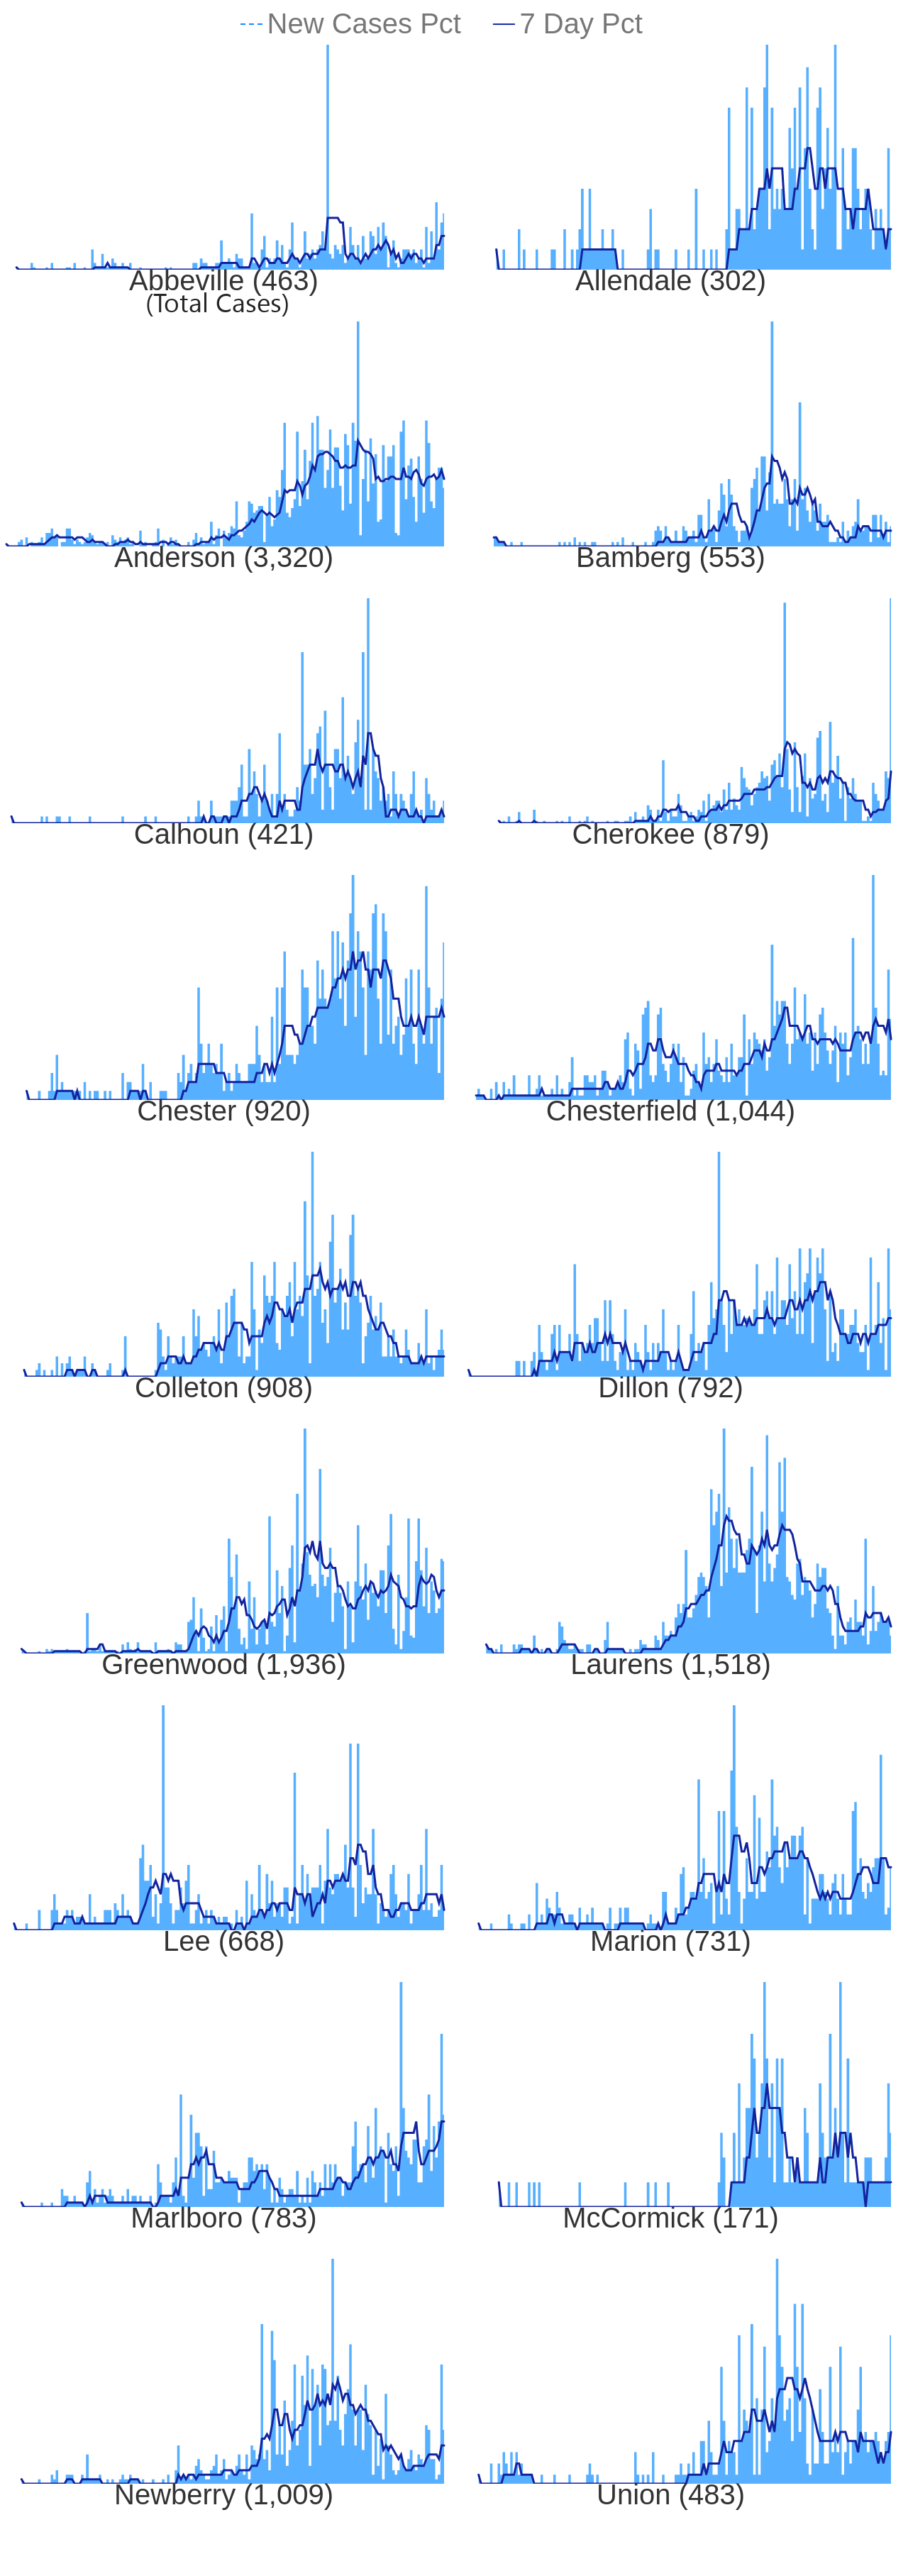 New Cases Pct 7 Day Pct
Abbeville (463) Allendale (302)
(Total Cases)
Anderson (3,320) Bamberg (553)
Calhoun (421) Cherokee (879)
Chester (920) Chesterfield (1,044)
Colleton (908) Dillon (792)
Greenwood (1,936) Laurens (1,518)
Lee (668) Marion (731)
Marlboro (783) McCormick (171)
Newberry (1,009) Union (483)